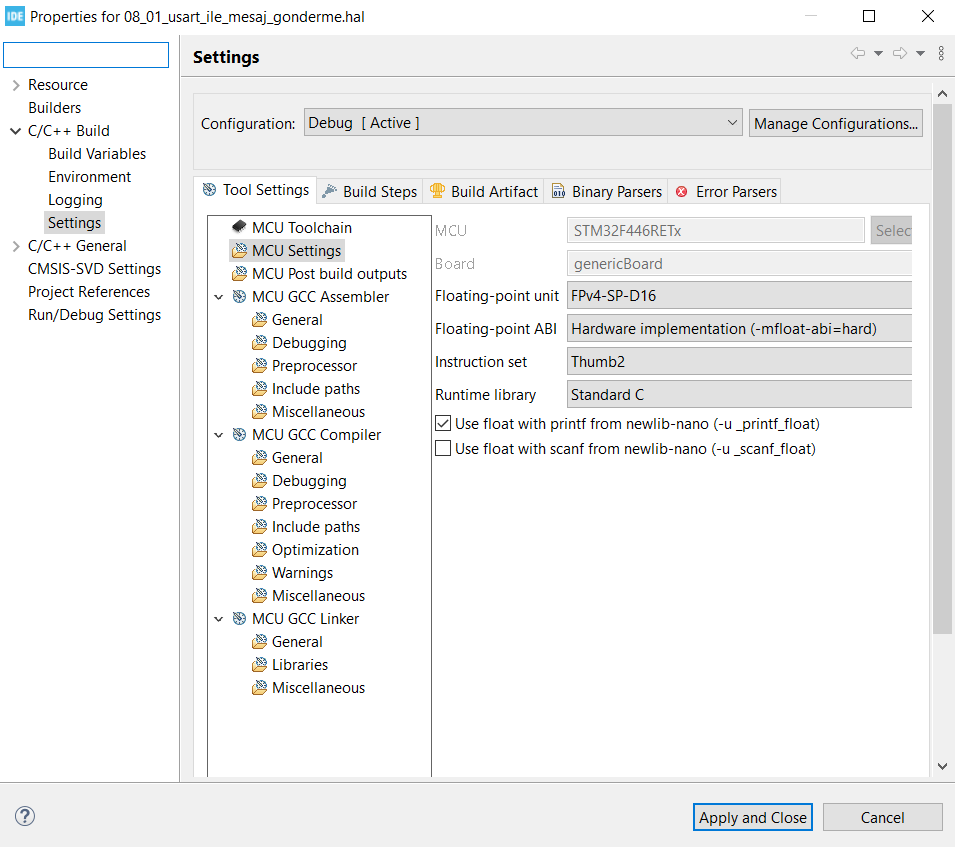 IDE Properties for 08_01_usart_ile_mesaj_gonderme.hal
Resource
Builders
C/C++ Build
Build Variables
Environment
Logging
Settings
C/C++ General
CMSIS-SVD Settings
Project References
Run/Debug Settings
Settings
Configuration: Debug [ Active ] Manage Configurations...
Tool Settings Build Steps Build Artifact Binary Parsers Error Parsers
MCU Toolchain
MCU Settings
MCU Post build outputs
MCU GCC Assembler
General
Debugging
Preprocessor
Include paths
Miscellaneous
MCU GCC Compiler
General
Debugging
Preprocessor
Include paths
Optimization
Warnings
Miscellaneous
MCU GCC Linker
General
Libraries
Miscellaneous
MCU STM32F446RETx Selec
Board genericBoard
Floating-point unit FPv4-SP-D16
Floating-point ABI Hardware implementation (-mfloat-abi=hard)
Instruction set Thumb2
Runtime library Standard C
Use float with printf from newlib-nano (-u _printf_float)
Use float with scanf from newlib-nano (-u _scanf_float)
? Apply and Close Cancel